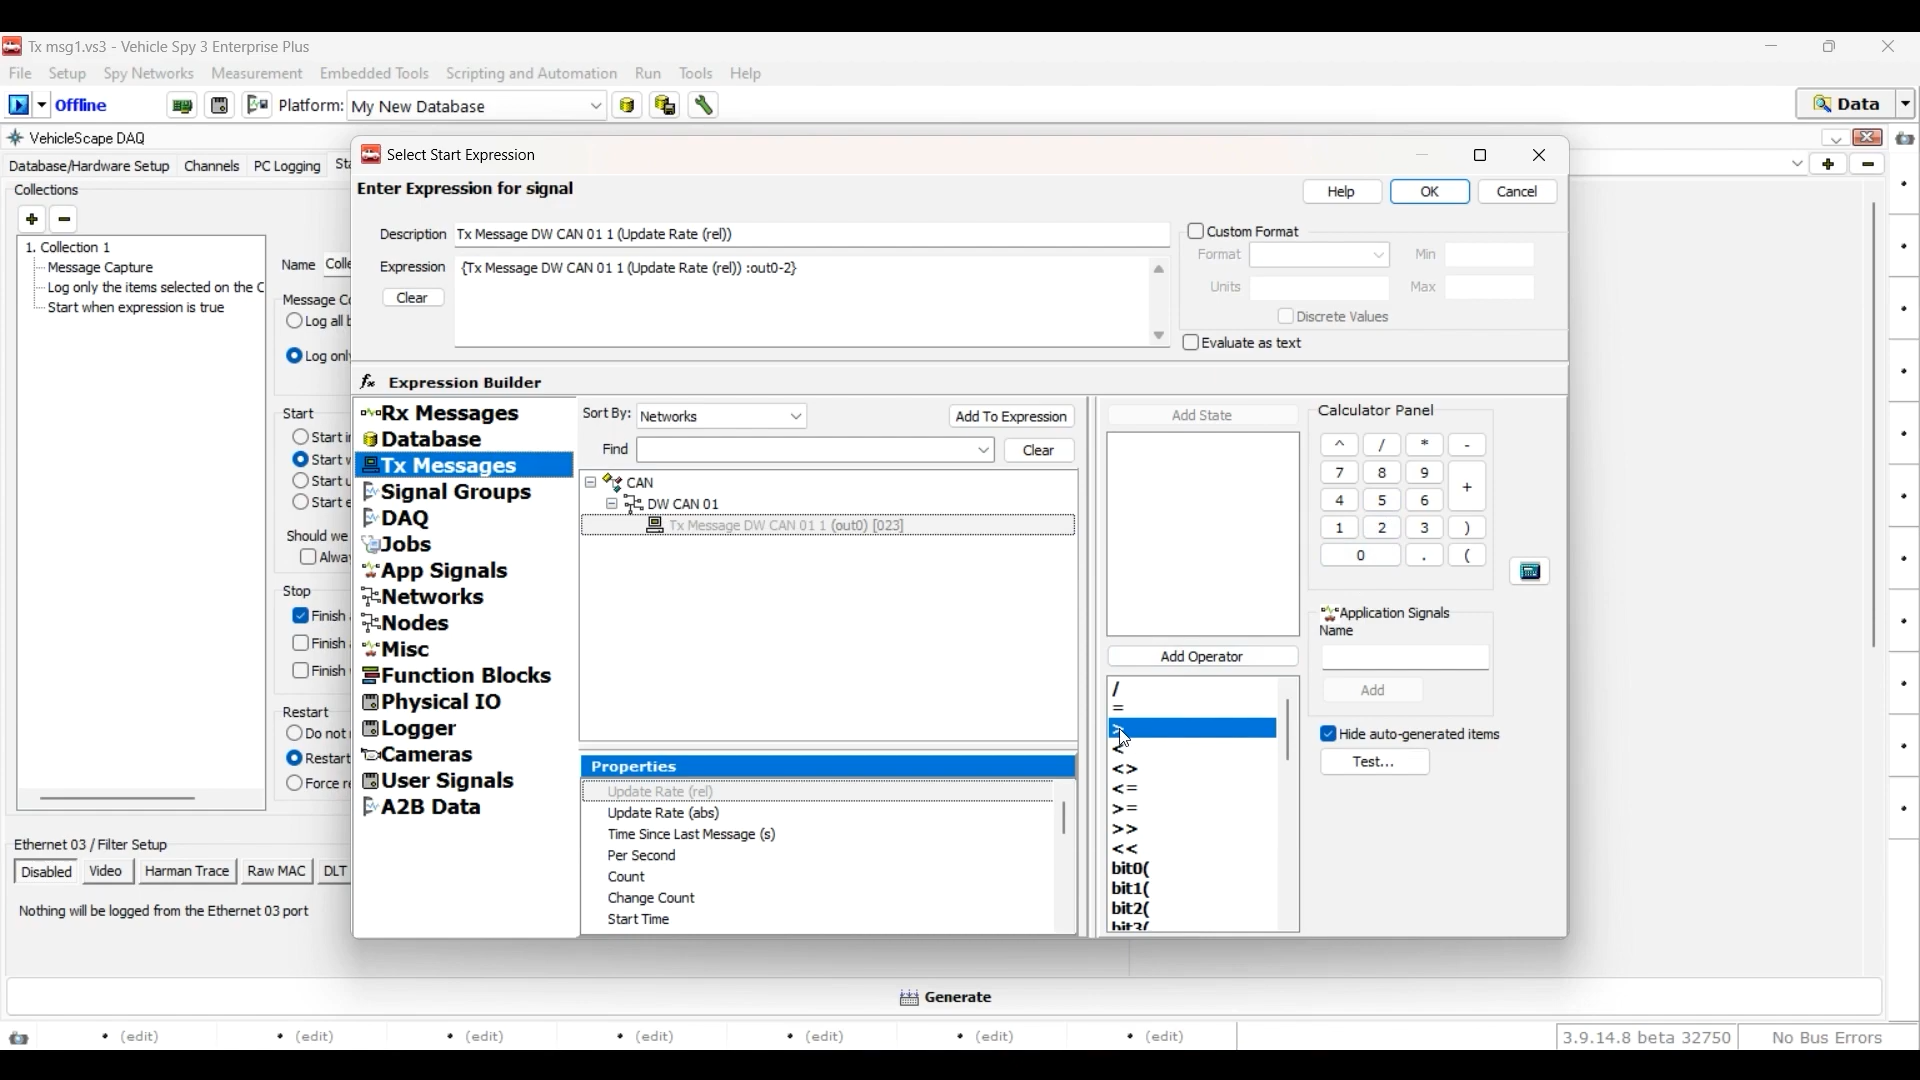 Tx msg1.vs3 - Vehicle Spy 3 Enterprise Plus
File Setup Spy Networks Measurement Embedded Tools Scripting and Automation Run Tools Help
Offline Platform: My New Database Data
VehicleScape DAQ
Database/Hardware Setup Channels PC Logging
Collections
1. Collection 1
Message Capture
Log only the items selected on the C
Start when expression is true
Name Colle
Message Co
Log all b
Log only
Start
Start i
Start w
Start u
Start e
Should we
Alwa
Stop
Finish
Finish
Finish
Restart
Do not
Restart
Force re
Ethernet 03 / Filter Setup
Disabled Video Harman Trace Raw MAC DLT
Nothing will be logged from the Ethernet 03 port
Select Start Expression
Enter Expression for signal
Help OK Cancel
Description Tx Message DW CAN 01 1 (Update Rate (rel))
Expression {Tx Message DW CAN 01 1 (Update Rate (rel)) :out0-2}
Clear
Custom Format
Format Min
Units Max
Discrete Values
Evaluate as text
fx Expression Builder
Rx Messages
Database
Tx Messages
Signal Groups
DAQ
Jobs
App Signals
Networks
Nodes
Misc
Function Blocks
Physical IO
Logger
Cameras
User Signals
A2B Data
Sort By: Networks Add To Expression
Find Clear
CAN
DW CAN 01
Tx Message DW CAN 01 1 (out0) [023]
Properties
Update Rate (rel)
Update Rate (abs)
Time Since Last Message (s)
Per Second
Count
Change Count
Start Time
Add State
Add Operator
/
=
>
<
<>
<=
>=
>>
<<
bit0(
bit1(
bit2(
bit3(
Calculator Panel
^ / * -
7 8 9 +
4 5 6
1 2 3 )
0 . (
Application Signals
Name
Add
Hide auto-generated items
Test...
Generate
(edit) (edit) (edit) (edit) (edit) (edit) (edit) 3.9.14.8 beta 32750 No Bus Errors